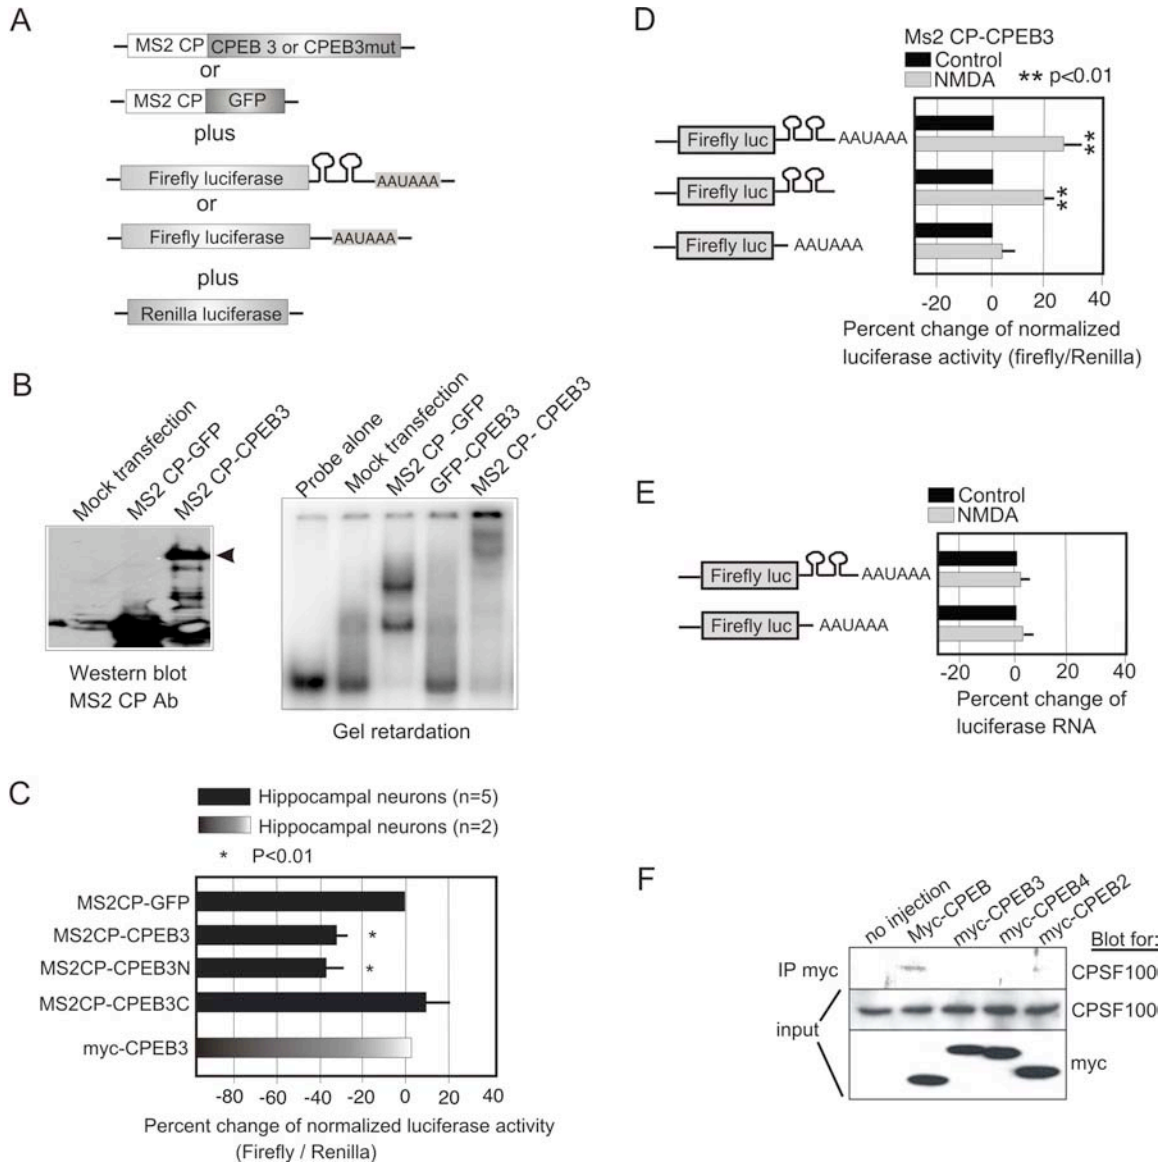 A
MS2 CP CPEB 3 or CPEB3mut
or
MS2 CP GFP
plus
Firefly luciferase AAUAAA
or
Firefly luciferase AAUAAA
plus
Renilla luciferase
B
Mock transfection
MS2 CP-GFP
MS2 CP-CPEB3
Western blot
MS2 CP Ab
Probe alone
Mock transfection
MS2 CP -GFP
GFP-CPEB3
MS2 CP- CPEB3
Gel retardation
C
Hippocampal neurons (n=5)
Hippocampal neurons (n=2)
* P<0.01
MS2CP-GFP
MS2CP-CPEB3 *
MS2CP-CPEB3N *
MS2CP-CPEB3C
myc-CPEB3
-80 -60 -40 -20 0 20 40
Percent change of normalized luciferase activity
(Firefly / Renilla)
D
Ms2 CP-CPEB3
Control
NMDA ** p<0.01
Firefly luc AAUAAA **
Firefly luc **
Firefly luc AAUAAA
-20 0 20 40
Percent change of normalized
luciferase activity (firefly/Renilla)
E
Control
NMDA
Firefly luc AAUAAA
Firefly luc AAUAAA
-20 0 20 40
Percent change of
luciferase RNA
F
no injection
Myc-CPEB
myc-CPEB3
myc-CPEB4
myc-CPEB2
Blot for:
IP myc CPSF100
input CPSF100
myc